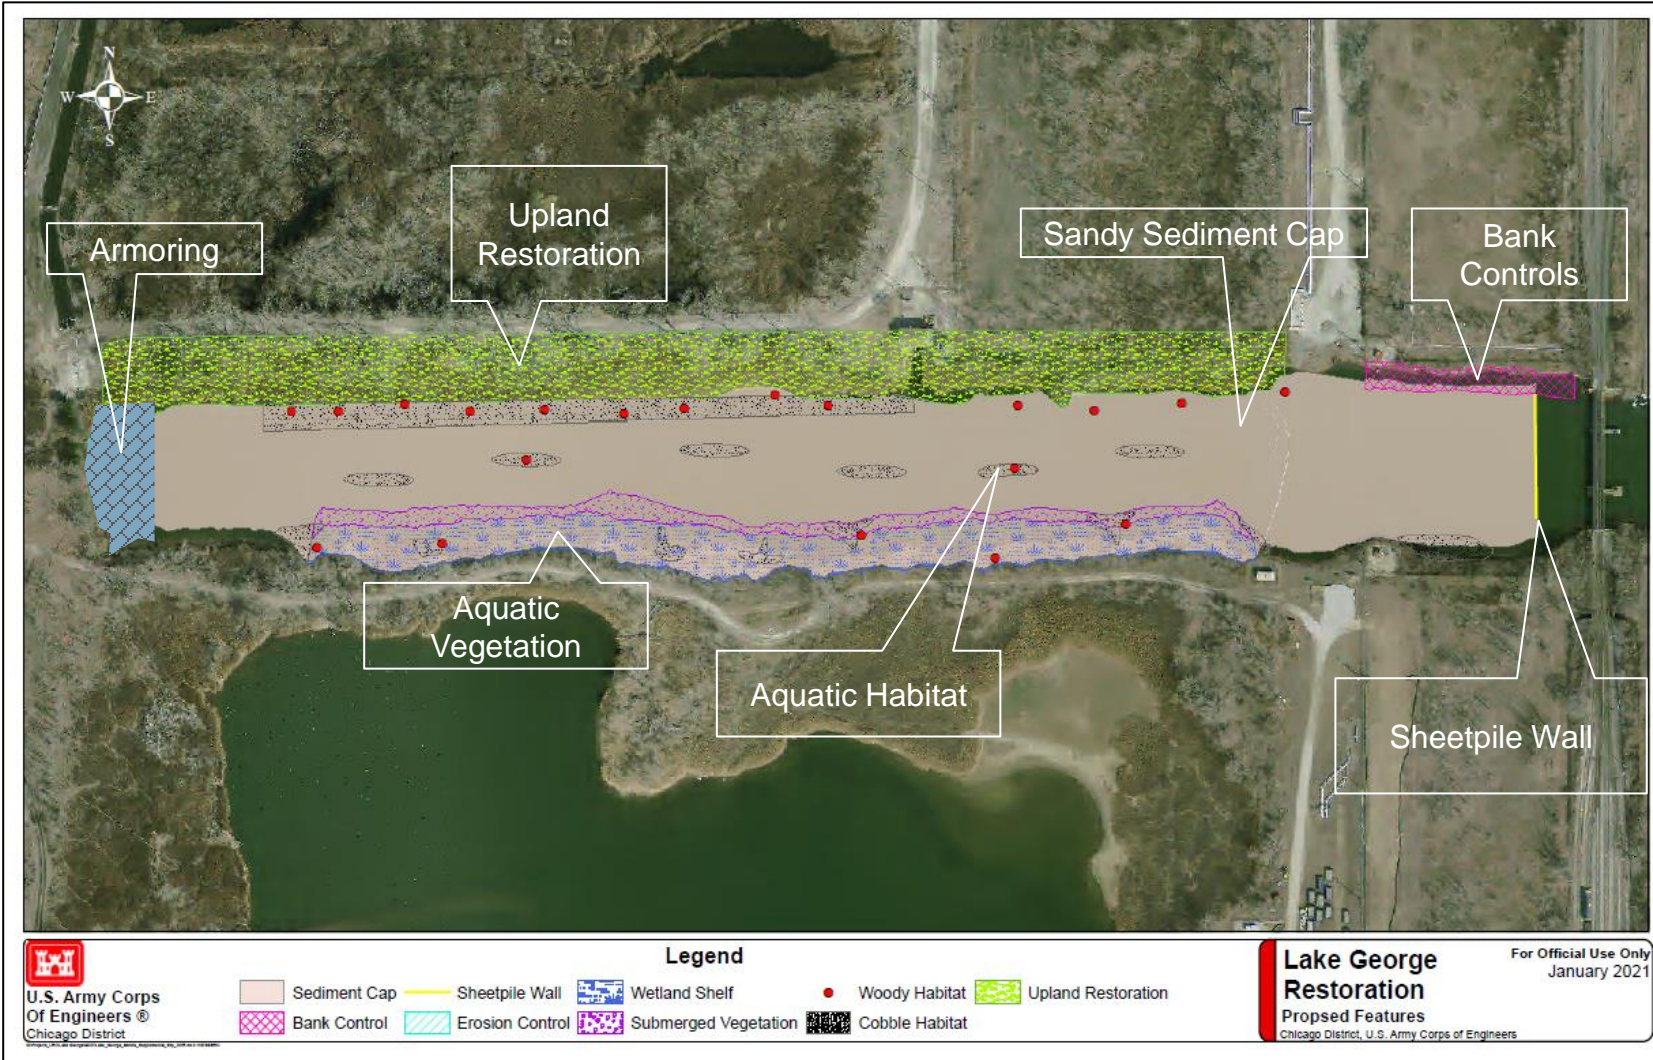 N
W E
S
Armoring
Upland
Restoration
Sandy Sediment Cap
Bank
Controls
Aquatic
Vegetation
Aquatic Habitat
Sheetpile Wall
U.S. Army Corps
Of Engineers ®
Chicago District
Legend
Sediment Cap
Sheetpile Wall
Wetland Shelf
Woody Habitat
Upland Restoration
Bank Control
Erosion Control
Submerged Vegetation
Cobble Habitat
Lake George
Restoration
Propsed Features
Chicago District, U.S. Army Corps of Engineers
For Official Use Only
January 2021